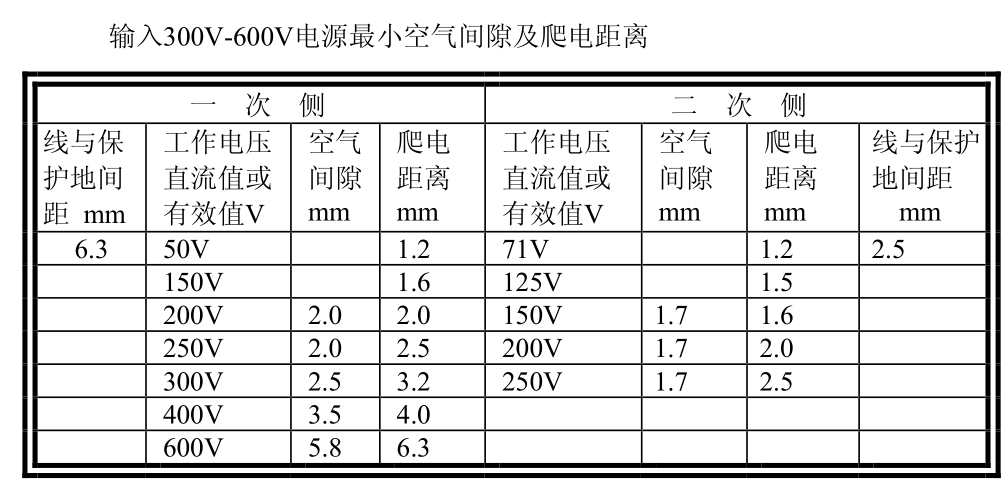 输入300V-600V电源最小空气间隙及爬电距离
一 次 侧 二 次 侧
线与保 工作电压 空气 爬电 工作电压 空气 爬电 线与保护
护地间 直流值或 间隙 距离 直流值或 间隙 距离 地间距
距 mm 有效值V mm mm 有效值V mm mm mm
6.3 50V 1.2 71V 1.2 2.5
150V 1.6 125V 1.5
200V 2.0 2.0 150V 1.7 1.6
250V 2.0 2.5 200V 1.7 2.0
300V 2.5 3.2 250V 1.7 2.5
400V 3.5 4.0
600V 5.8 6.3